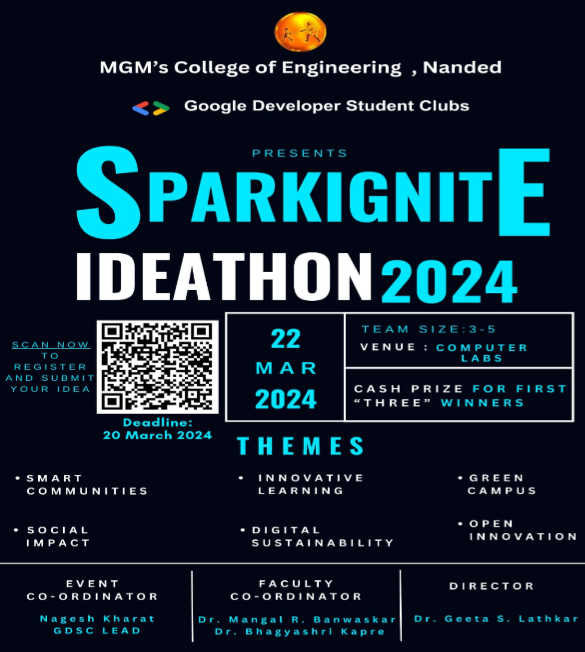 MGM's College of Engineering , Nanded
Google Developer Student Clubs
PRESENTS
SPARKIGNITE
IDEATHON 2024
SCAN NOW
TO
REGISTER
AND SUBMIT
YOUR IDEA
Deadline:
20 March 2024
22
MAR
2024
TEAM SIZE:3-5
VENUE : COMPUTER
LABS
CASH PRIZE FOR FIRST
“THREE” WINNERS
THEMES
• SMART
COMMUNITIES
• INNOVATIVE
LEARNING
• GREEN
CAMPUS
• SOCIAL
IMPACT
• DIGITAL
SUSTAINABILITY
• OPEN
INNOVATION
EVENT
CO-ORDINATOR
Nagesh Kharat
GDSC LEAD
FACULTY
CO-ORDINATOR
Dr. Mangal R. Banwaskar
Dr. Bhagyashri Kapre
DIRECTOR
Dr. Geeta S. Lathkar